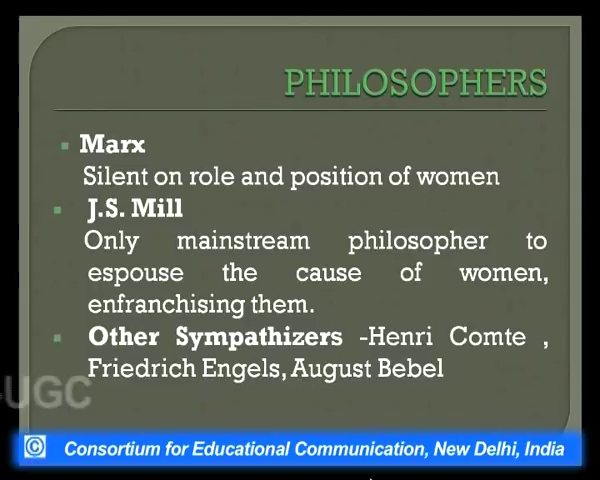 PHILOSOPHERS
▪ Marx
Silent on role and position of women
▪ J.S. Mill
Only mainstream philosopher to
espouse the cause of women,
enfranchising them.
▪ Other Sympathizers -Henri Comte ,
Friedrich Engels, August Bebel
-UGC
© Consortium for Educational Communication, New Delhi, India